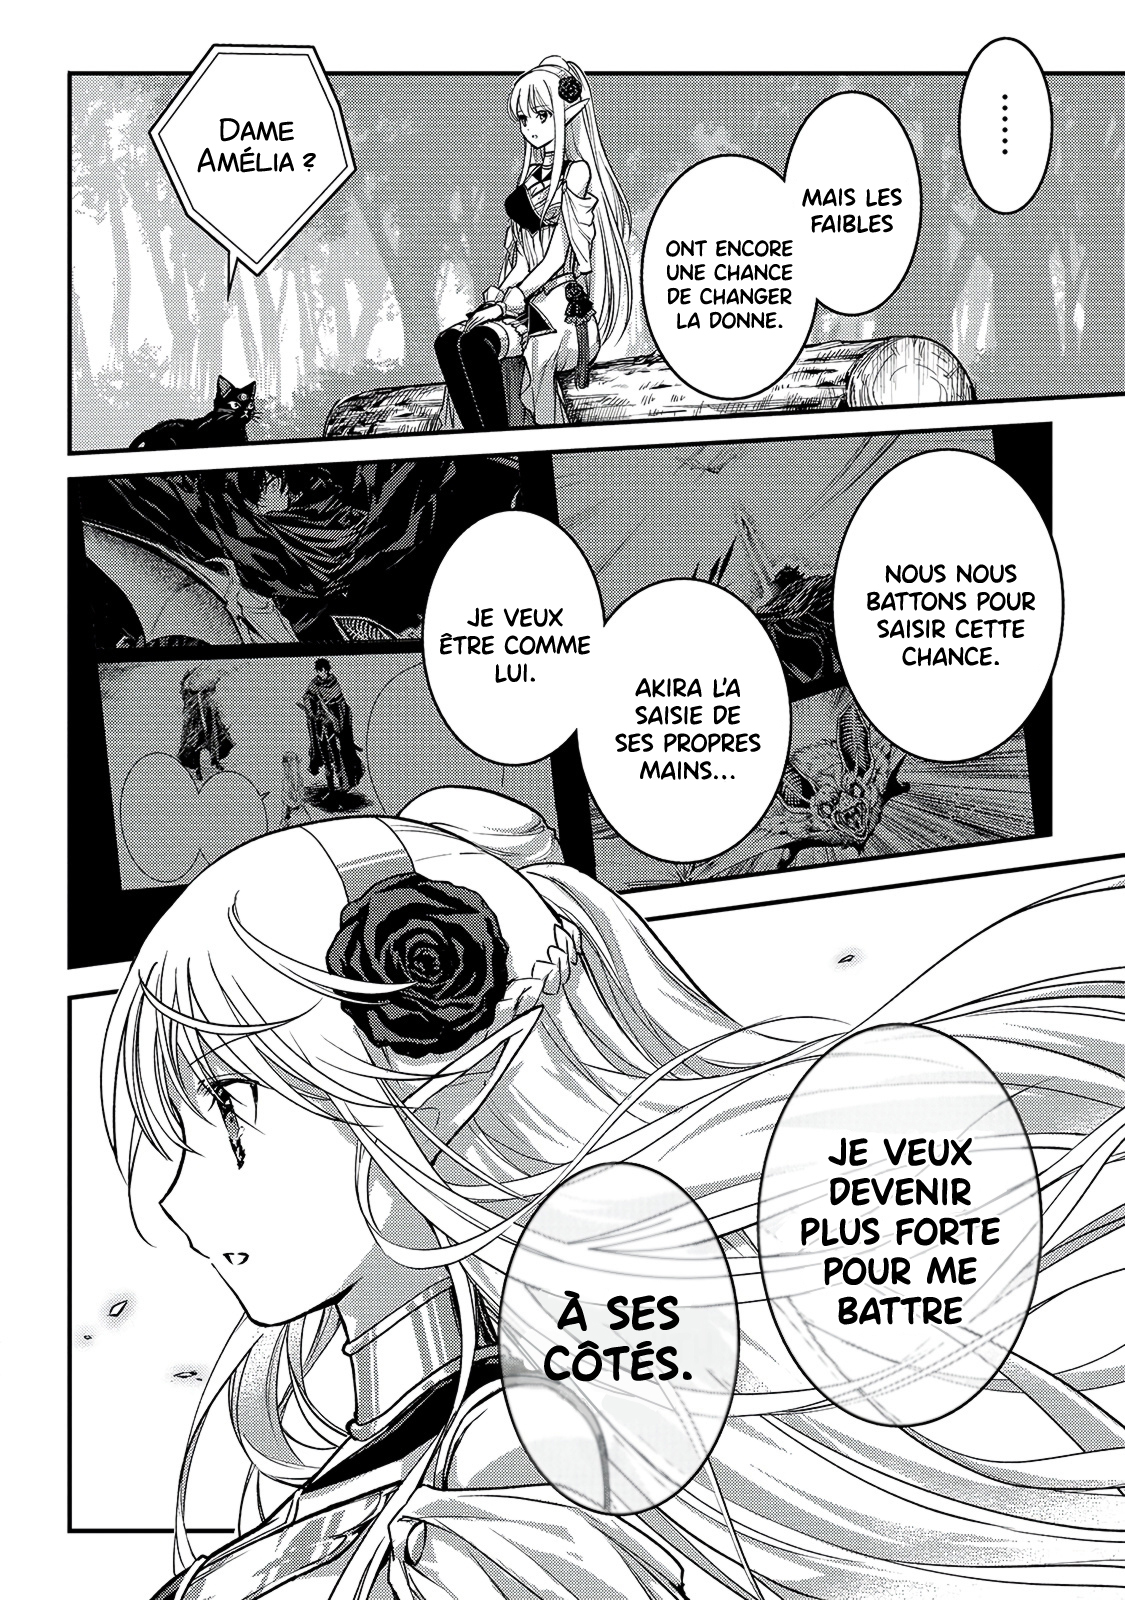 ……
MAIS LES
FAIBLES
ONT ENCORE
UNE CHANCE
DE CHANGER
LA DONNE.
DAME
AMÉLIA ?
NOUS NOUS
BATTONS POUR
SAISIR CETTE
CHANCE.
AKIRA L'A
SAISIE DE
SES PROPRES
MAINS...
JE VEUX
ÊTRE COMME
LUI.
JE VEUX
DEVENIR
PLUS FORTE
POUR ME
BATTRE
À SES
CÔTÉS.